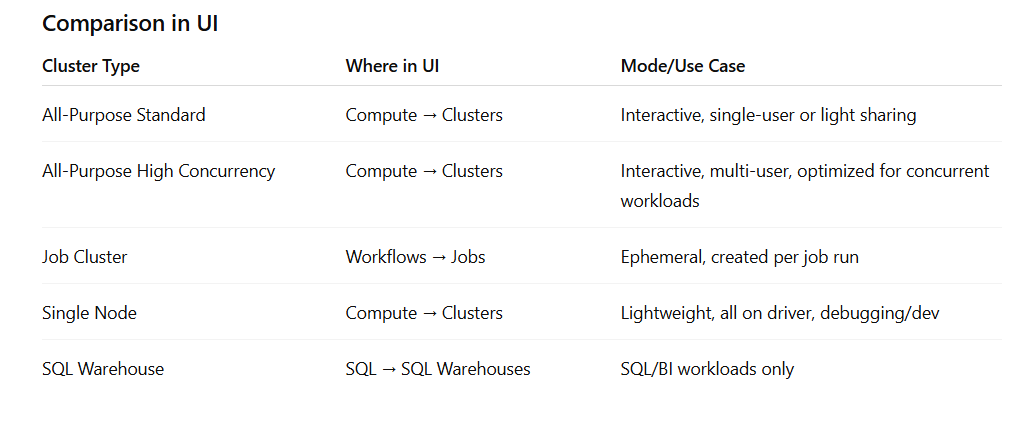 Comparison in UI
Cluster Type Where in UI Mode/Use Case
All-Purpose Standard Compute → Clusters Interactive, single-user or light sharing
All-Purpose High Concurrency Compute → Clusters Interactive, multi-user, optimized for concurrent
workloads
Job Cluster Workflows → Jobs Ephemeral, created per job run
Single Node Compute → Clusters Lightweight, all on driver, debugging/dev
SQL Warehouse SQL → SQL Warehouses SQL/BI workloads only